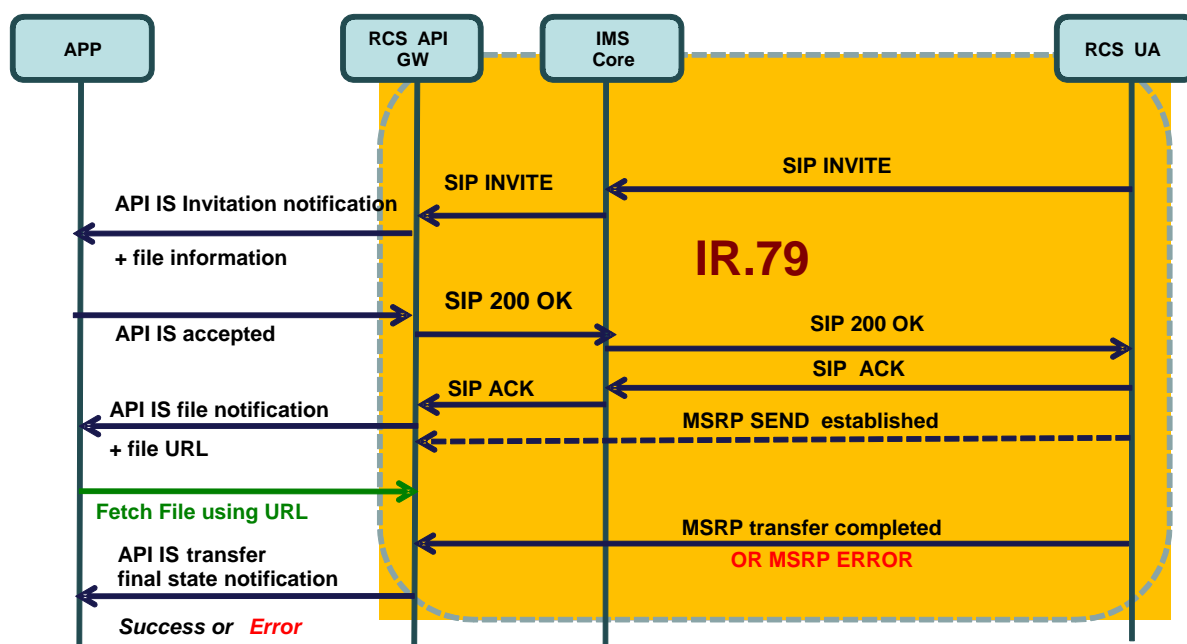 APP
RCS API
GW
IMS
Core
RCS UA
SIP INVITE
SIP INVITE
API IS Invitation notification
+ file information
IR.79
SIP 200 OK
API IS accepted
SIP 200 OK
SIP ACK
SIP ACK
API IS file notification
MSRP SEND established
+ file URL
Fetch File using URL
MSRP transfer completed
OR MSRP ERROR
API IS transfer
final state notification
Success or Error